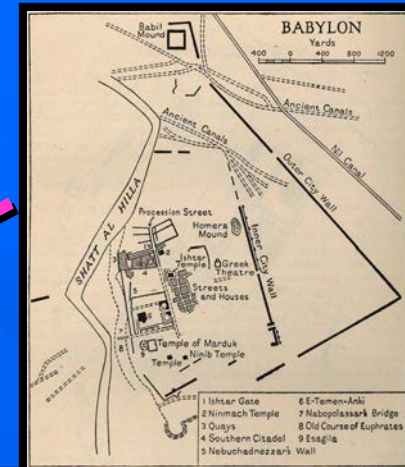 BABYLON
Yards
400 0 400 800 1200
Babil
Mound
Ancient Canals
Ancient Canals
Nil Canal
Outer City Wall
SHATT AL HILLA
Procession Street
Homera
Mound
Inner City Wall
Ishtar
Temple
Greek
Theatre
Streets
and Houses
Temple of Marduk
Ninib Temple
Temple
1 Ishtar Gate
2 Ninmach Temple
3 Quays
4 Southern Citadel
5 Nebuchadnezzar's Wall
6 E-Temen-Anki
7 Nabopolassar's Bridge
8 Old Course of Euphrates
9 Esagila